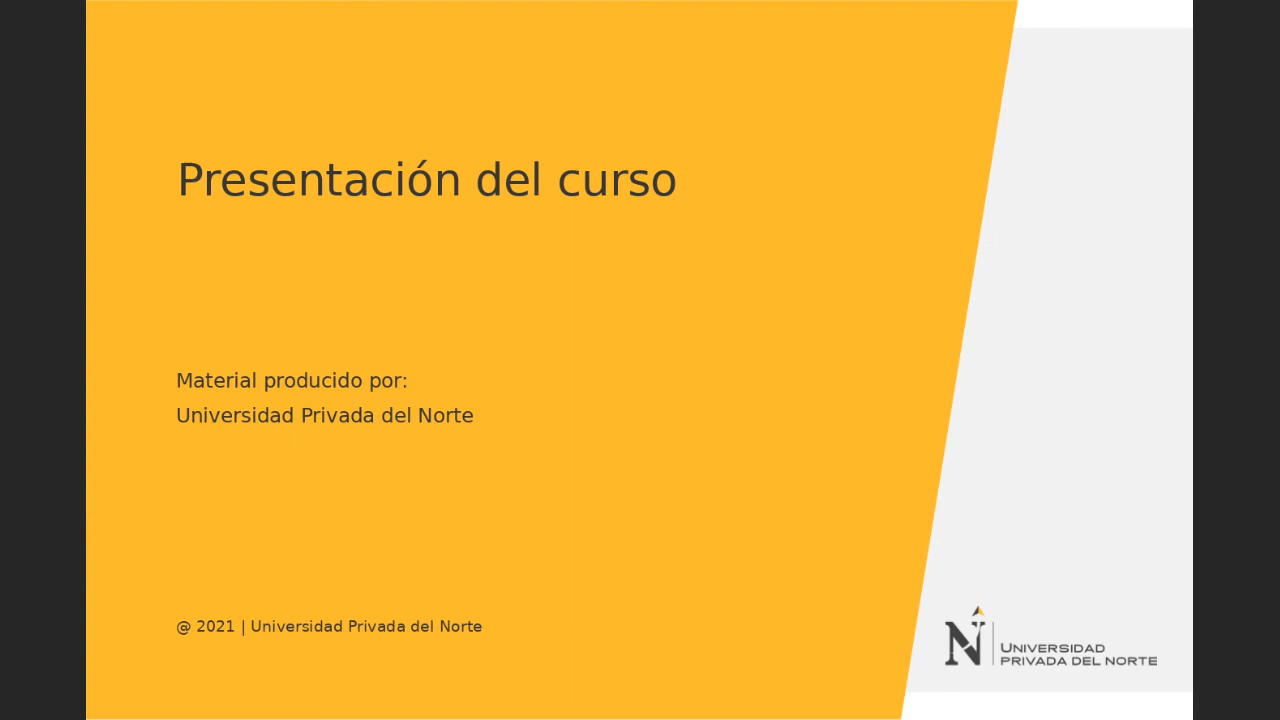 Presentación del curso
Material producido por:
Universidad Privada del Norte
@ 2021 | Universidad Privada del Norte
N
UNIVERSIDAD
PRIVADA DEL NORTE